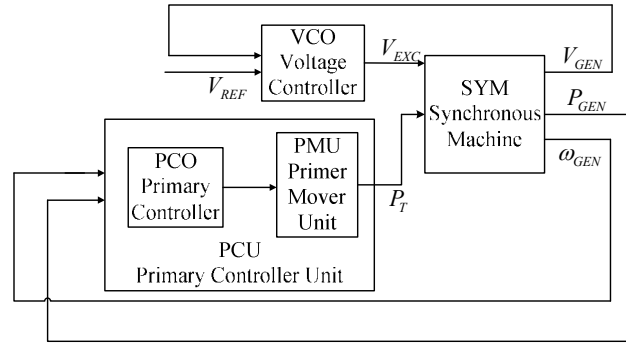 VCO
Voltage
Controller
V_REF
V_EXC
SYM
Synchronous
Machine
V_GEN
P_GEN
ω_GEN
PCO
Primary
Controller
PMU
Primer
Mover
Unit
P_T
PCU
Primary Controller Unit